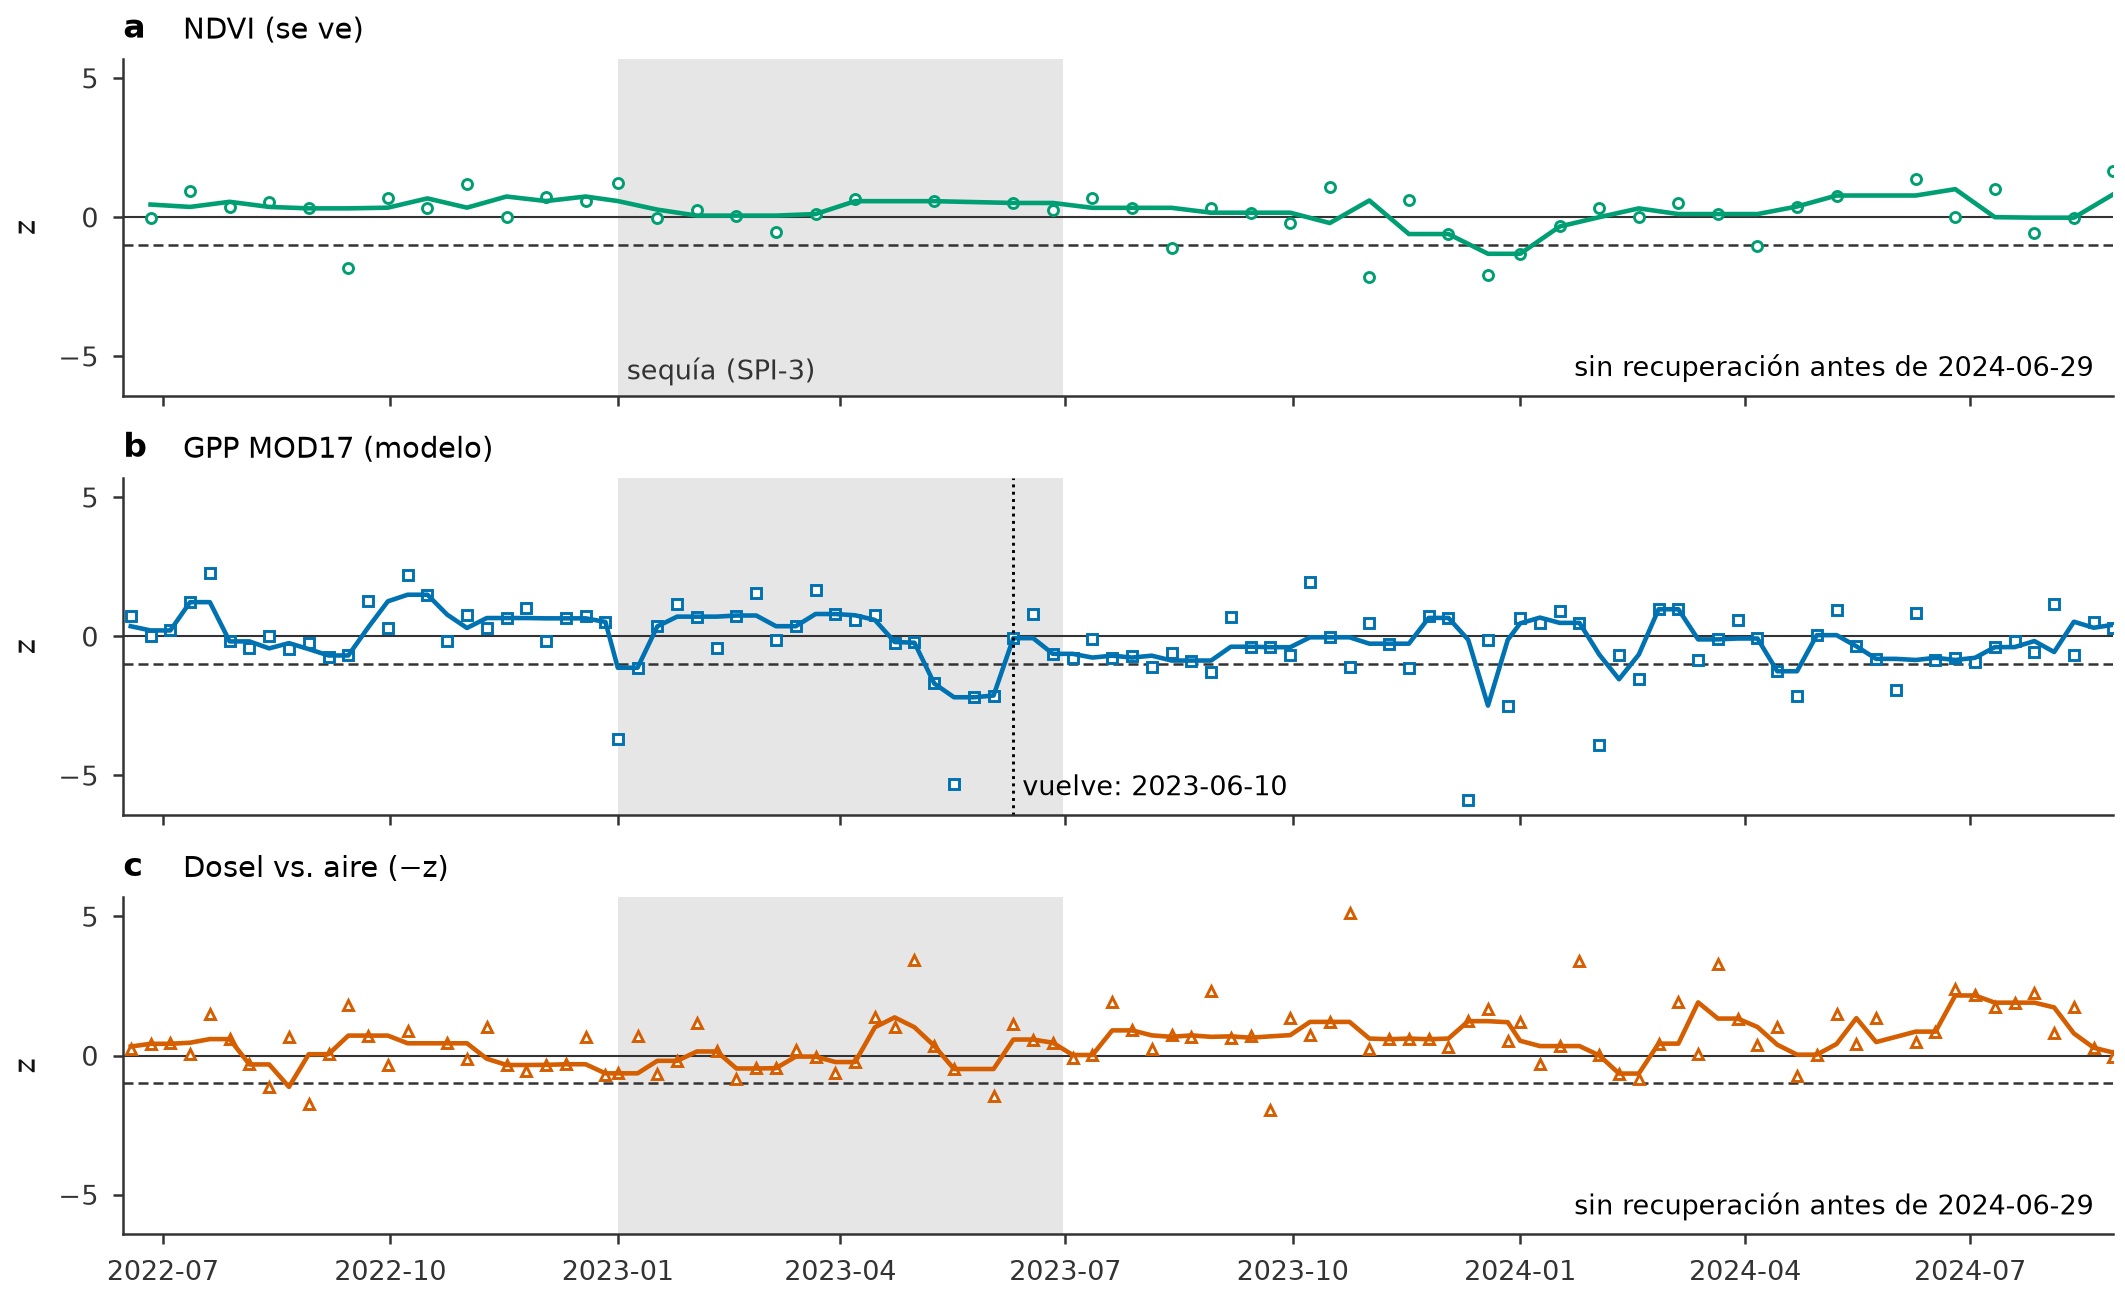 a NDVI (se ve)
5
0
−5
z
sequía (SPI-3)
sin recuperación antes de 2024-06-29
b GPP MOD17 (modelo)
5
0
−5
z
vuelve: 2023-06-10
c Dosel vs. aire (−z)
5
0
−5
z
sin recuperación antes de 2024-06-29
2022-07 2022-10 2023-01 2023-04 2023-07 2023-10 2024-01 2024-04 2024-07